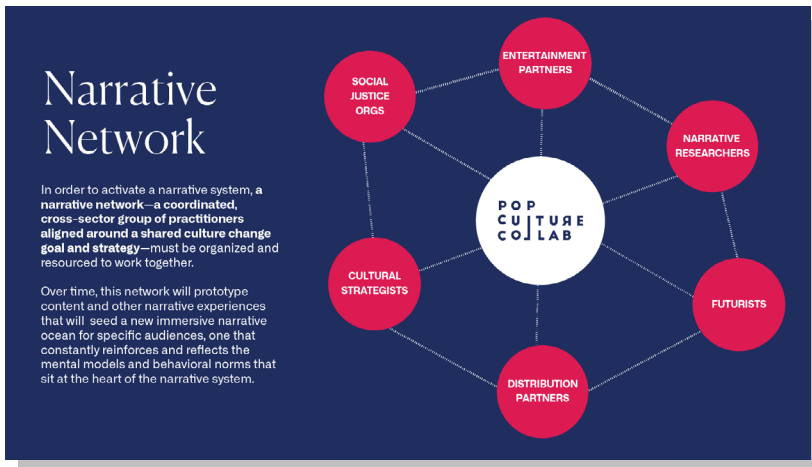 Narrative
Network
In order to activate a narrative system, a
narrative network—a coordinated,
cross-sector group of practitioners
aligned around a shared culture change
goal and strategy—must be organized and
resourced to work together.
Over time, this network will prototype
content and other narrative experiences
that will seed a new immersive narrative
ocean for specific audiences, one that
constantly reinforces and reflects the
mental models and behavioral norms that
sit at the heart of the narrative system.
ENTERTAINMENT
PARTNERS
SOCIAL
JUSTICE
ORGS
NARRATIVE
RESEARCHERS
POP
CULTURE
COLLAB
CULTURAL
STRATEGISTS
FUTURISTS
DISTRIBUTION
PARTNERS